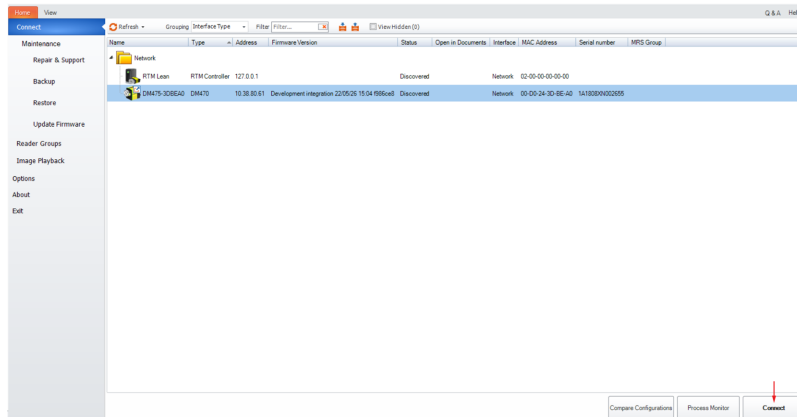 Home View Q & A Hel
Connect Refresh Grouping Interface Type Filter Filter... View Hidden (0)
Maintenance Name Type Address Firmware Version Status Open in Documents Interface MAC Address Serial number MRS Group
Repair & Support Network
Backup RTM Lean RTM Controller 127.0.0.1 Discovered Network 02-00-00-00-00-00
DM475-3DBEA0 DM470 10.38.80.61 Development integration 22/05/26 15:04 f986ce8 Discovered Network 00-D0-24-3D-BE-A0 1A1808XN002655
Restore
Update Firmware
Reader Groups
Image Playback
Options
About
Exit
Compare Configurations Process Monitor Connect